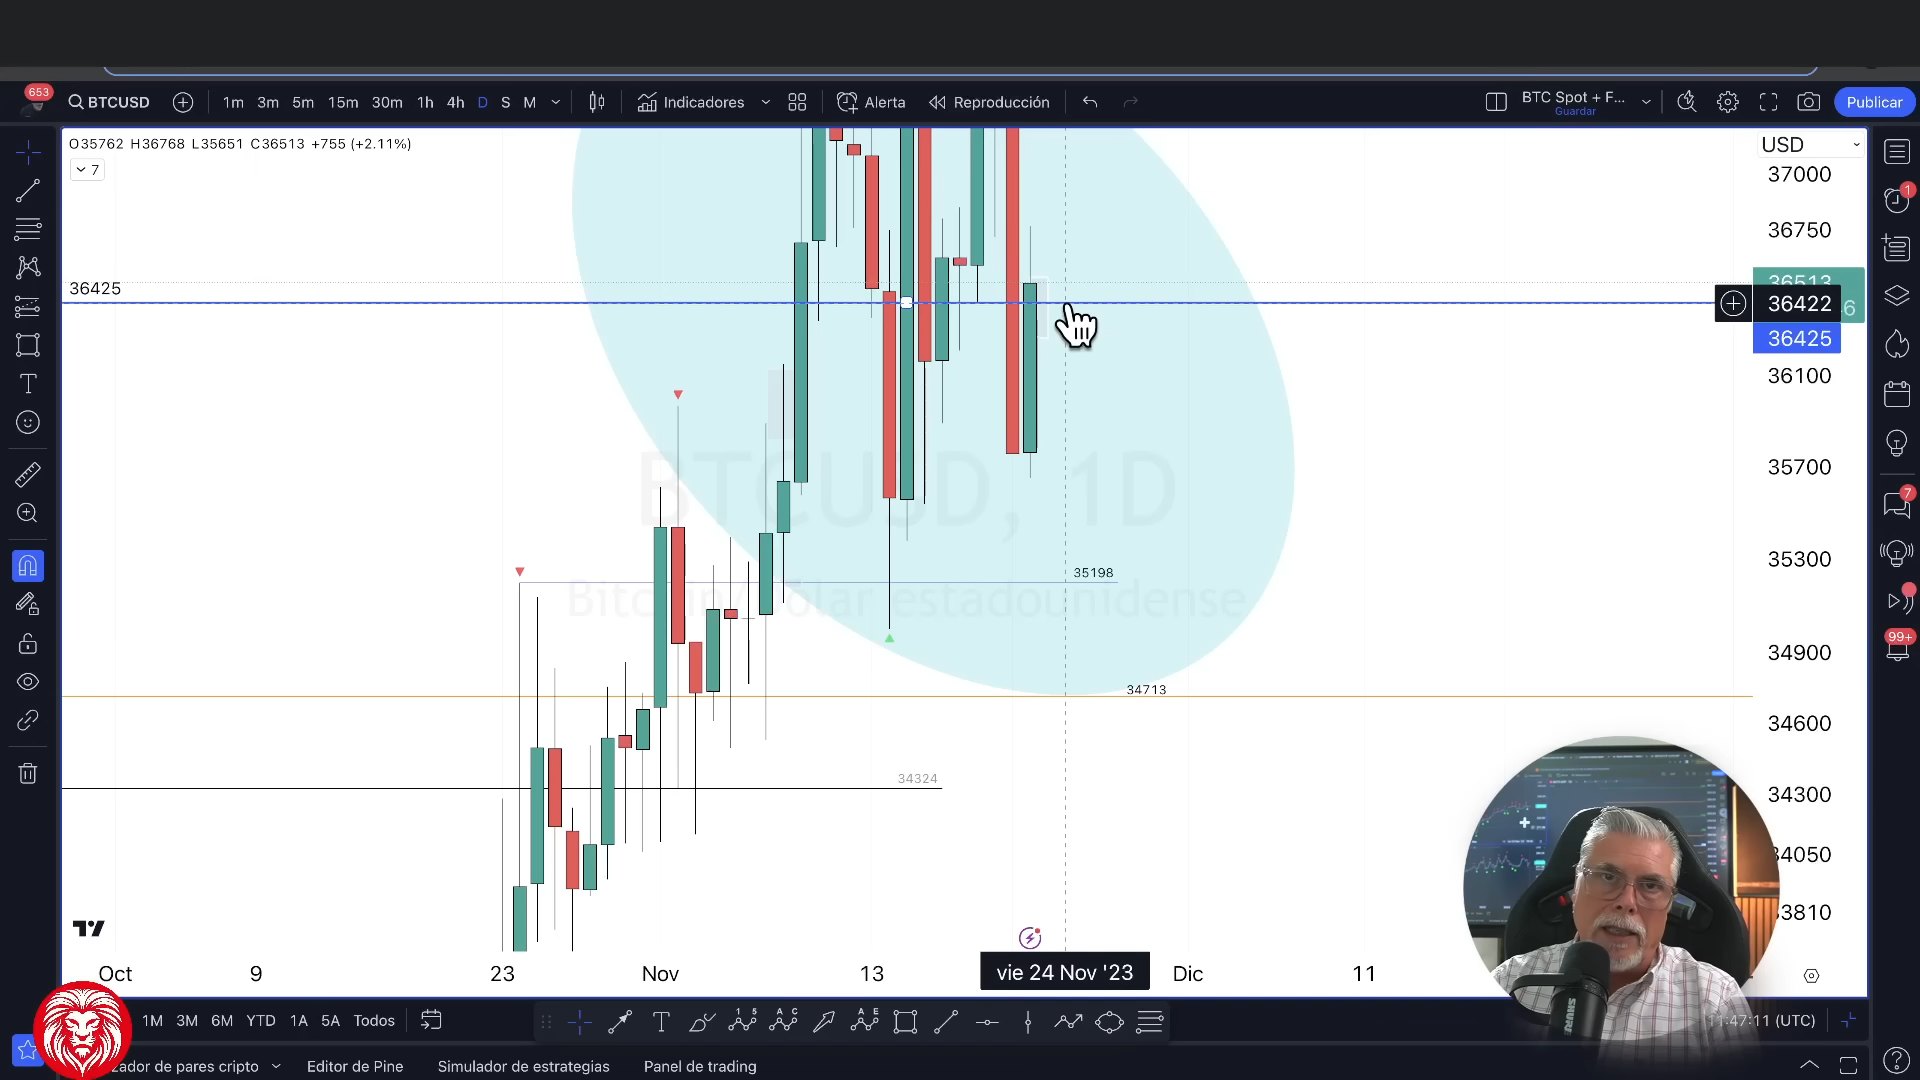 653
BTCUSD
1m 3m 5m 15m 30m 1h 4h D S M
Indicadores
Alerta
Reproducción
BTC Spot + F...
Guardar
Publicar
O35762 H36768 L35651 C36513 +755 (+2.11%)
7
USD
37000
36750
36513
36422
36425
36425
36100
35700
35300
34900
34600
34300
34050
33810
BTCUSD, 1D
35198
34713
34324
1
7
99+
Oct 9 23 Nov 13 vie 24 Nov '23 Dic 11
1M 3M 6M YTD 1A 5A Todos
11:47:11 (UTC)
zador de pares cripto Editor de Pine Simulador de estrategias Panel de trading